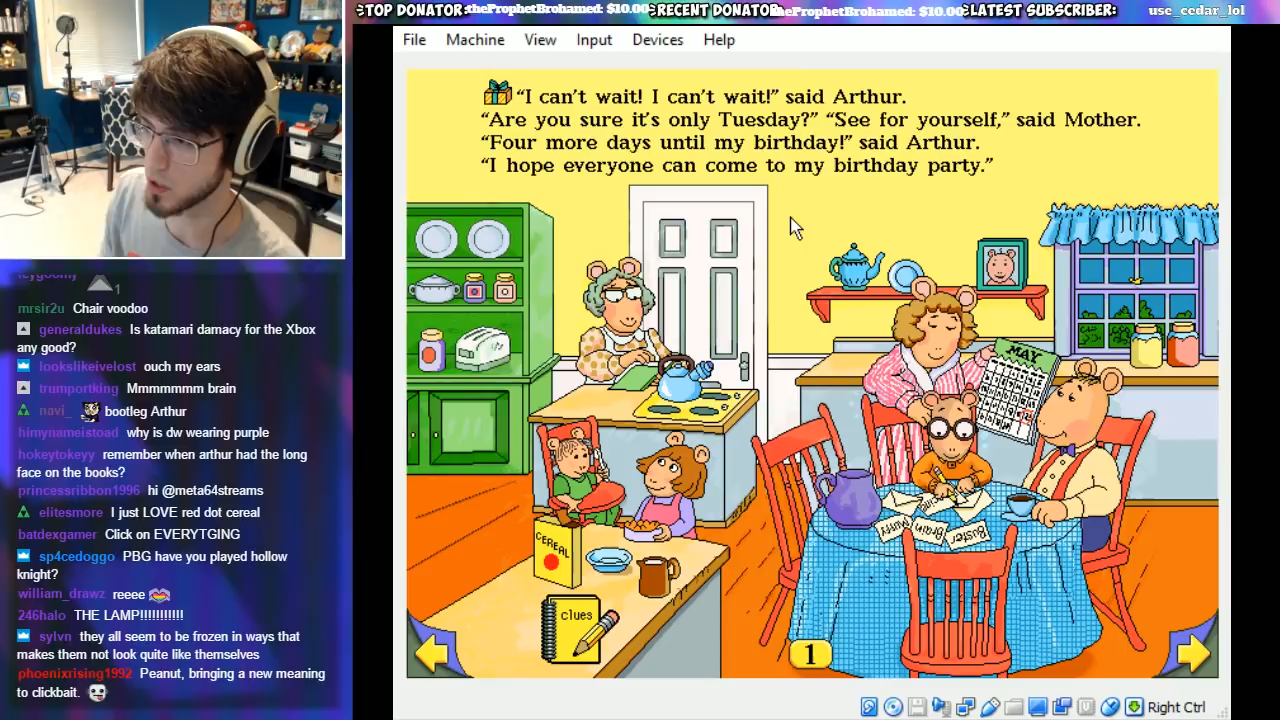 TOP DONATOR: theProphetBrohamed: $10.00 RECENT DONATOR: theProphetBrohamed: $10.00 LATEST SUBSCRIBER: use_cedar_lol
File Machine View Input Devices Help
“I can’t wait! I can’t wait!” said Arthur.
“Are you sure it’s only Tuesday?” “See for yourself,” said Mother.
“Four more days until my birthday!” said Arthur.
“I hope everyone can come to my birthday party.”
MAY
CEREAL
clues
Buster
Brain
Muffy
1
Right Ctrl
1
mrsir2u Chair voodoo
generaldukes Is katamari damacy for the Xbox
any good?
lookslikeivelost ouch my ears
trumportking Mmmmmmm brain
navi_ bootleg Arthur
himynameistoad why is dw wearing purple
hokeytokeyy remember when arthur had the long
face on the books?
princessribbon1996 hi @meta64streams
elitesmore I just LOVE red dot cereal
batdexgamer Click on EVERYTGING
sp4cedoggo PBG have you played hollow
knight?
william_drawz reeee
246halo THE LAMP!!!!!!!!!!!
sylvn they all seem to be frozen in ways that
makes them not look quite like themselves
phoenixrising1992 Peanut, bringing a new meaning
to clickbait.